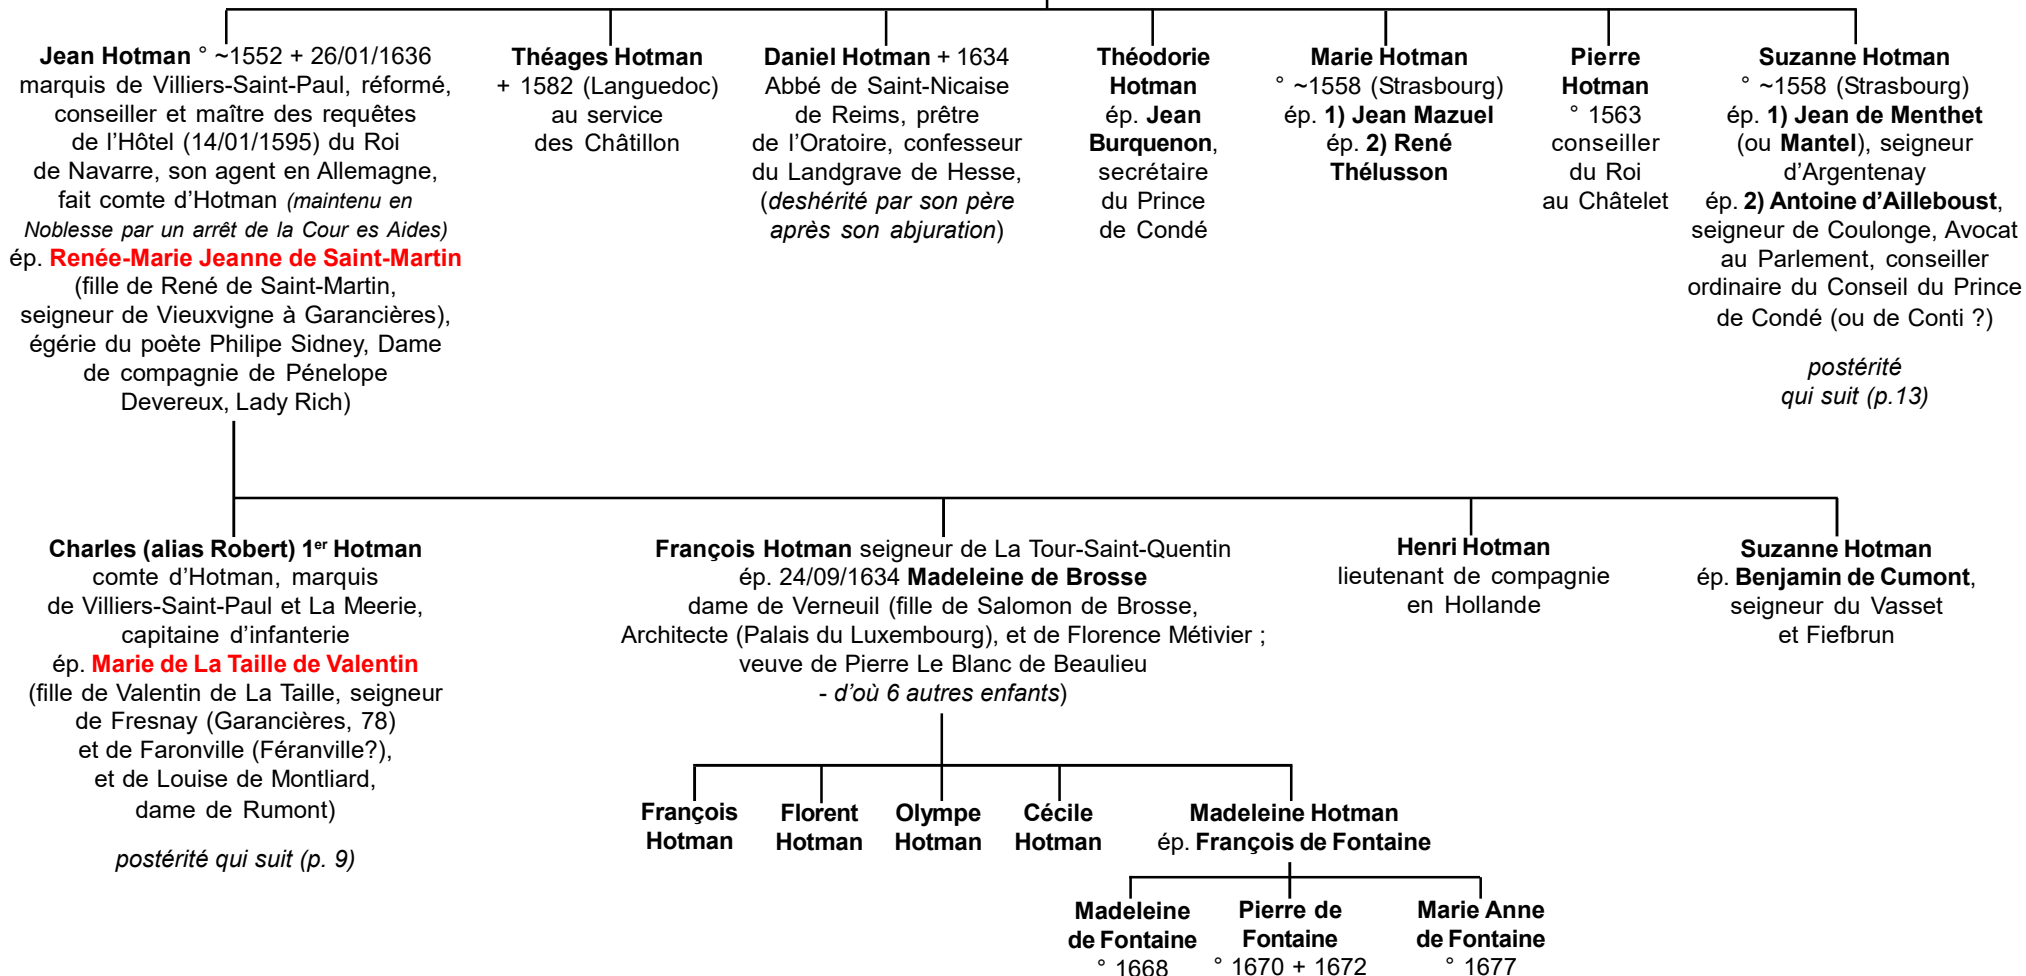 Jean Hotman ° ~1552 + 26/01/1636
marquis de Villiers-Saint-Paul, réformé,
conseiller et maître des requêtes
de l'Hôtel (14/01/1595) du Roi
de Navarre, son agent en Allemagne,
fait comte d'Hotman (maintenu en
Noblesse par un arrêt de la Cour es Aides)
ép. Renée-Marie Jeanne de Saint-Martin
(fille de René de Saint-Martin,
seigneur de Vieuxvigne à Garancières),
égérie du poète Philipe Sidney, Dame
de compagnie de Pénelope
Devereux, Lady Rich)
Théages Hotman
+ 1582 (Languedoc)
au service
des Châtillon
Daniel Hotman + 1634
Abbé de Saint-Nicaise
de Reims, prêtre
de l'Oratoire, confesseur
du Landgrave de Hesse,
(deshérité par son père
après son abjuration)
Théodorie
Hotman
ép. Jean
Burquenon,
secrétaire
du Prince
de Condé
Marie Hotman
° ~1558 (Strasbourg)
ép. 1) Jean Mazuel
ép. 2) René
Thélusson
Pierre
Hotman
° 1563
conseiller
du Roi
au Châtelet
Suzanne Hotman
° ~1558 (Strasbourg)
ép. 1) Jean de Menthet
(ou Mantel), seigneur
d'Argentenay
ép. 2) Antoine d'Ailleboust,
seigneur de Coulonge, Avocat
au Parlement, conseiller
ordinaire du Conseil du Prince
de Condé (ou de Conti ?)
postérité
qui suit (p.13)
Charles (alias Robert) 1er Hotman
comte d'Hotman, marquis
de Villiers-Saint-Paul et La Meerie,
capitaine d'infanterie
ép. Marie de La Taille de Valentin
(fille de Valentin de La Taille, seigneur
de Fresnay (Garancières, 78)
et de Faronville (Féranville?),
et de Louise de Montliard,
dame de Rumont)
postérité qui suit (p. 9)
François Hotman seigneur de La Tour-Saint-Quentin
ép. 24/09/1634 Madeleine de Brosse
dame de Verneuil (fille de Salomon de Brosse,
Architecte (Palais du Luxembourg), et de Florence Métivier ;
veuve de Pierre Le Blanc de Beaulieu
- d'où 6 autres enfants)
Henri Hotman
lieutenant de compagnie
en Hollande
Suzanne Hotman
ép. Benjamin de Cumont,
seigneur du Vasset
et Fiefbrun
François
Hotman
Florent
Hotman
Olympe
Hotman
Cécile
Hotman
Madeleine Hotman
ép. François de Fontaine
Madeleine
de Fontaine
° 1668
Pierre de
Fontaine
° 1670 + 1672
Marie Anne
de Fontaine
° 1677